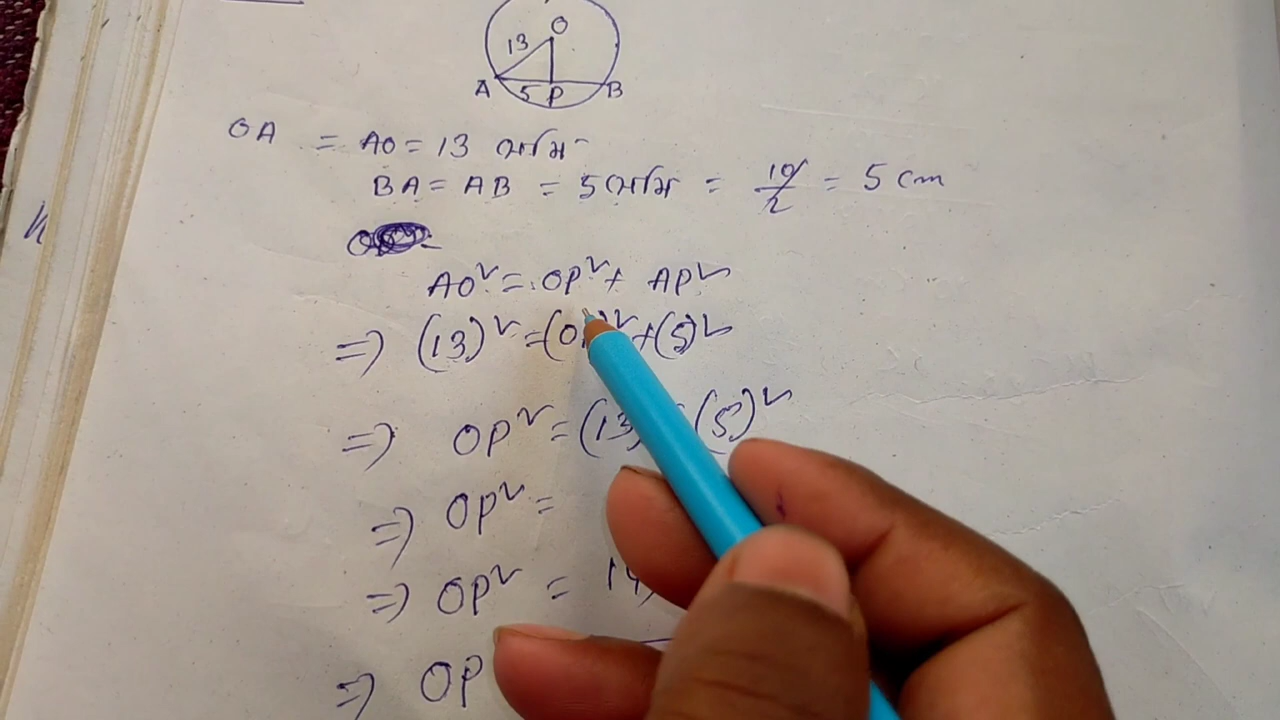 O
13
A 5 P B
OA = AO = 13 সেমি
BA = AB = 5 সেমি = 10/2 = 5 cm
AO² = OP² + AP²
=> (13)² = (O )² + (5)²
=> OP² = (13) (5)²
=> OP² =
=> OP² = 14
=> OP